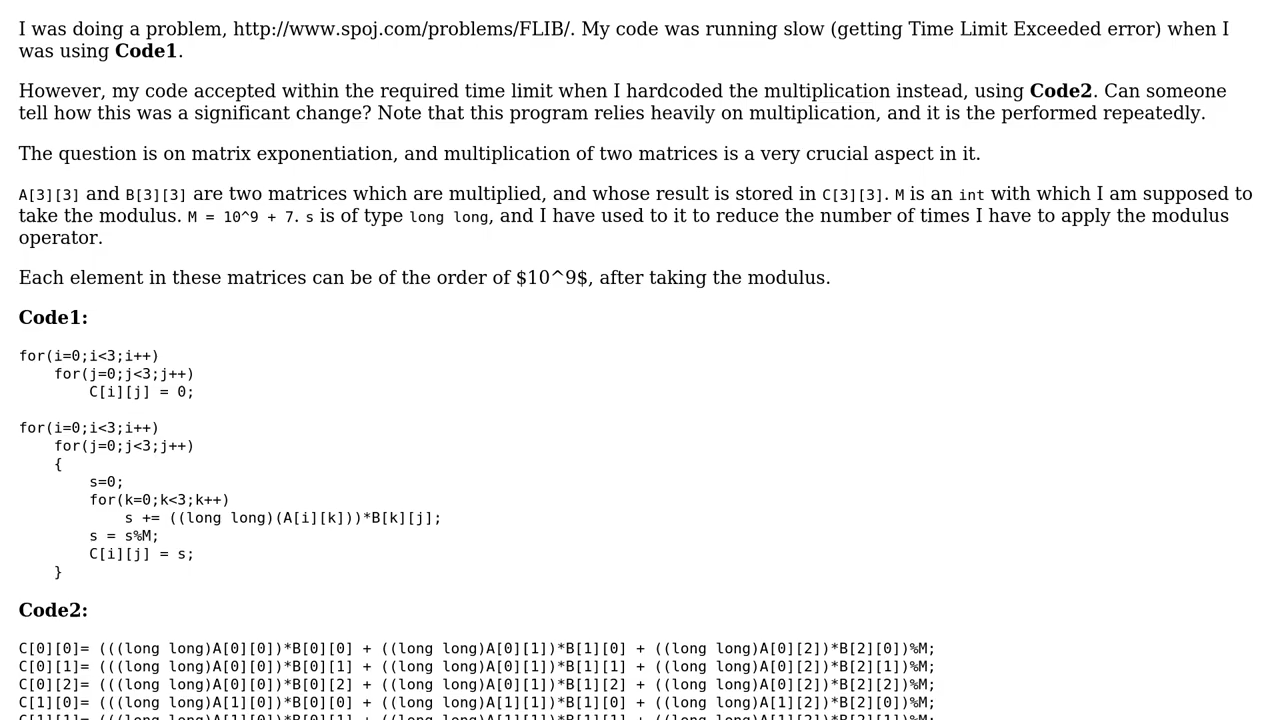 I was doing a problem, http://www.spoj.com/problems/FLIB/. My code was running slow (getting Time Limit Exceeded error) when I
was using Code1.
However, my code accepted within the required time limit when I hardcoded the multiplication instead, using Code2. Can someone
tell how this was a significant change? Note that this program relies heavily on multiplication, and it is the performed repeatedly.
The question is on matrix exponentiation, and multiplication of two matrices is a very crucial aspect in it.
A[3][3] and B[3][3] are two matrices which are multiplied, and whose result is stored in C[3][3]. M is an int with which I am supposed to
take the modulus. M = 10^9 + 7. s is of type long long, and I have used to it to reduce the number of times I have to apply the modulus
operator.
Each element in these matrices can be of the order of $10^9$, after taking the modulus.
Code1:
for(i=0;i<3;i++)
    for(j=0;j<3;j++)
        C[i][j] = 0;
for(i=0;i<3;i++)
    for(j=0;j<3;j++)
    {
        s=0;
        for(k=0;k<3;k++)
            s += ((long long)(A[i][k]))*B[k][j];
        s = s%M;
        C[i][j] = s;
    }
Code2:
C[0][0]= (((long long)A[0][0])*B[0][0] + ((long long)A[0][1])*B[1][0] + ((long long)A[0][2])*B[2][0])%M;
C[0][1]= (((long long)A[0][0])*B[0][1] + ((long long)A[0][1])*B[1][1] + ((long long)A[0][2])*B[2][1])%M;
C[0][2]= (((long long)A[0][0])*B[0][2] + ((long long)A[0][1])*B[1][2] + ((long long)A[0][2])*B[2][2])%M;
C[1][0]= (((long long)A[1][0])*B[0][0] + ((long long)A[1][1])*B[1][0] + ((long long)A[1][2])*B[2][0])%M;